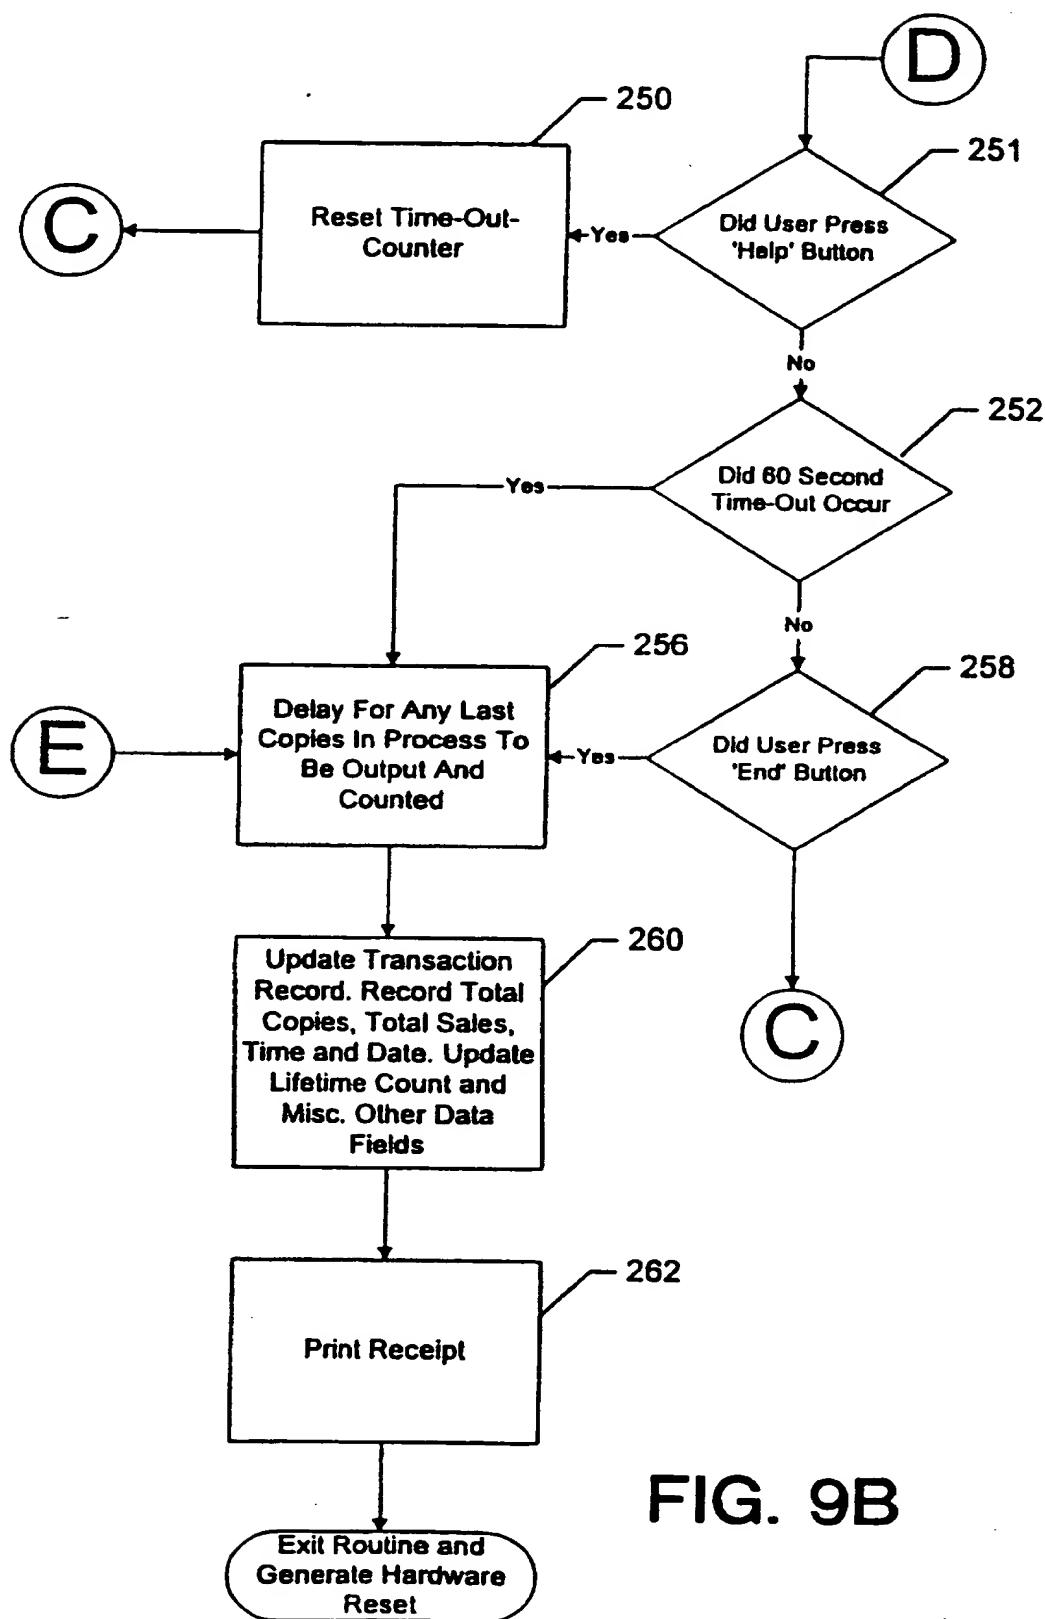 D
250
251
C
Reset Time-Out-
Counter
Yes
Did User Press
'Help' Button
No
252
Did 60 Second
Time-Out Occur
Yes
No
256
258
E
Delay For Any Last
Copies In Process To
Be Output And
Counted
Yes
Did User Press
'End' Button
260
Update Transaction
Record. Record Total
Copies, Total Sales,
Time and Date. Update
Lifetime Count and
Misc. Other Data
Fields
C
262
Print Receipt
FIG. 9B
Exit Routine and
Generate Hardware
Reset